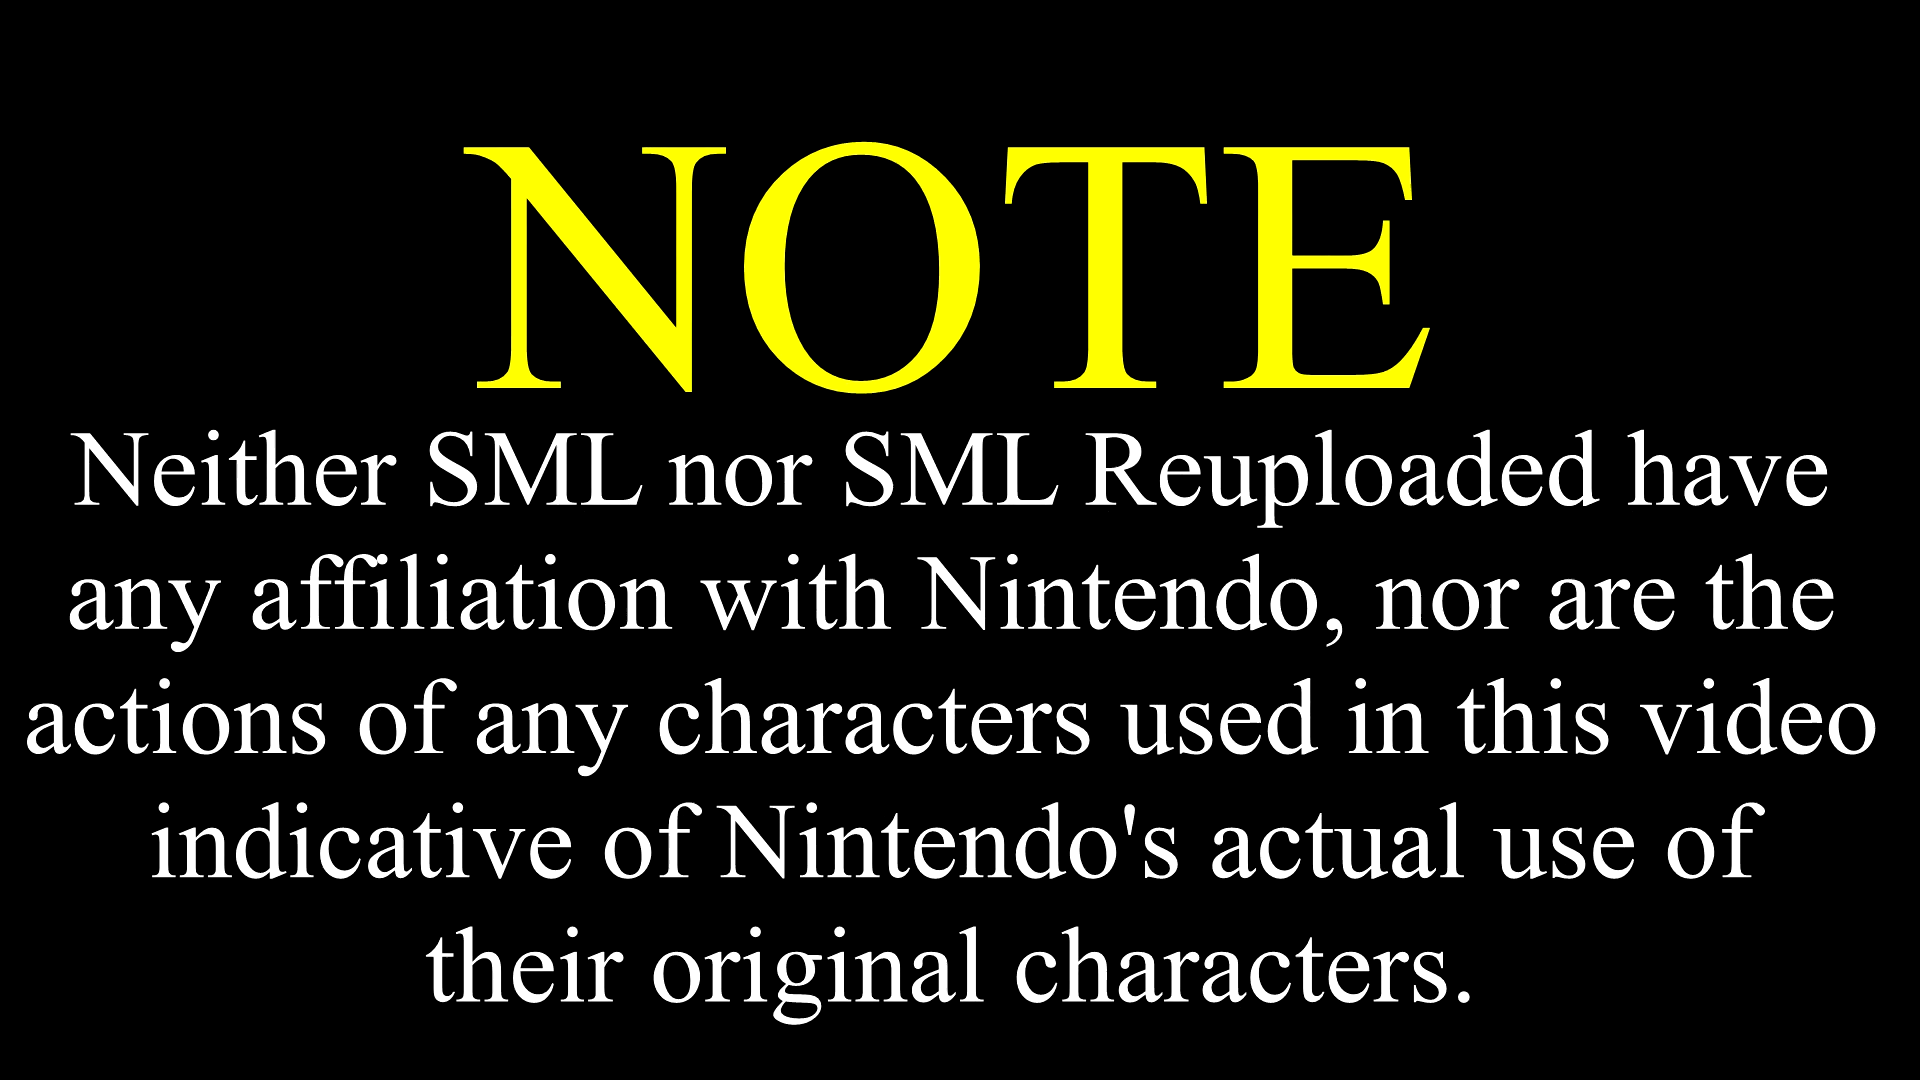 NOTE
Neither SML nor SML Reuploaded have
any affiliation with Nintendo, nor are the
actions of any characters used in this video
indicative of Nintendo's actual use of
their original characters.